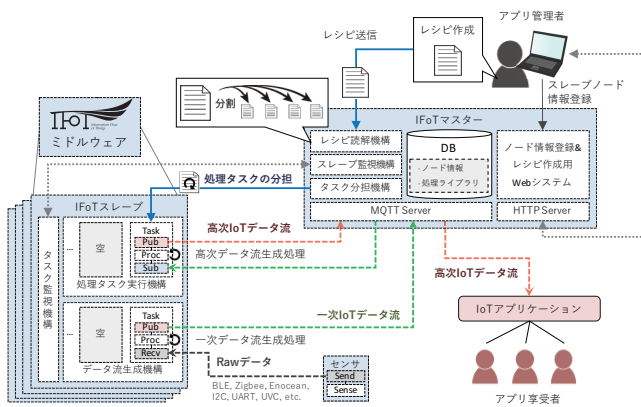 アプリ管理者
レシピ送信
レシピ作成
スレーブノード
情報登録
分割
IFoT
ミドルウェア
IFoTマスター
レシピ読解機構
スレーブ監視機構
タスク分担機構
DB
・ノード情報
・処理ライブラリ
ノード情報登録&
レシピ作成用
Webシステム
MQTT Server
HTTP Server
処理タスクの分担
IFoTスレーブ
タスク監視機構
...
空
Task
Pub
Proc
Sub
処理タスク実行機構
高次IoTデータ流
高次データ流生成処理
高次IoTデータ流
...
空
Task
Pub
Proc
Recv
データ流生成機構
一次IoTデータ流
一次データ流生成処理
Rawデータ
BLE, Zigbee, Enocean,
I2C, UART, UVC, etc.
センサ
Send
Sense
IoTアプリケーション
アプリ享受者